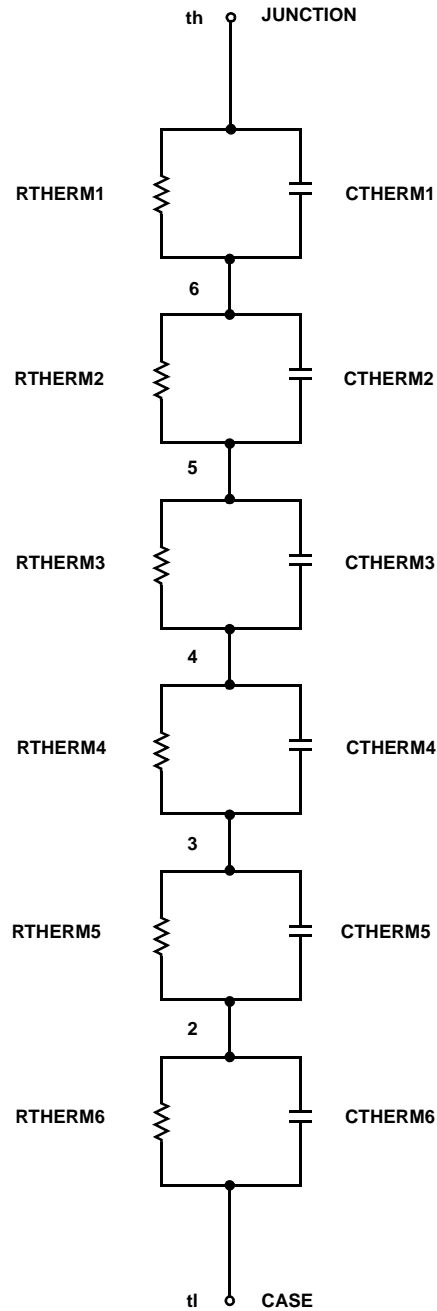 th JUNCTION
RTHERM1 CTHERM1
6
RTHERM2 CTHERM2
5
RTHERM3 CTHERM3
4
RTHERM4 CTHERM4
3
RTHERM5 CTHERM5
2
RTHERM6 CTHERM6
tl CASE